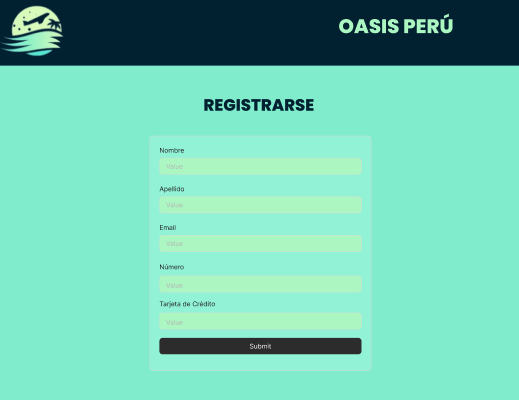 OASIS PERÚ
REGISTRARSE
Nombre
Value
Apellido
Value
Email
Value
Número
Value
Tarjeta de Crédito
Value
Submit